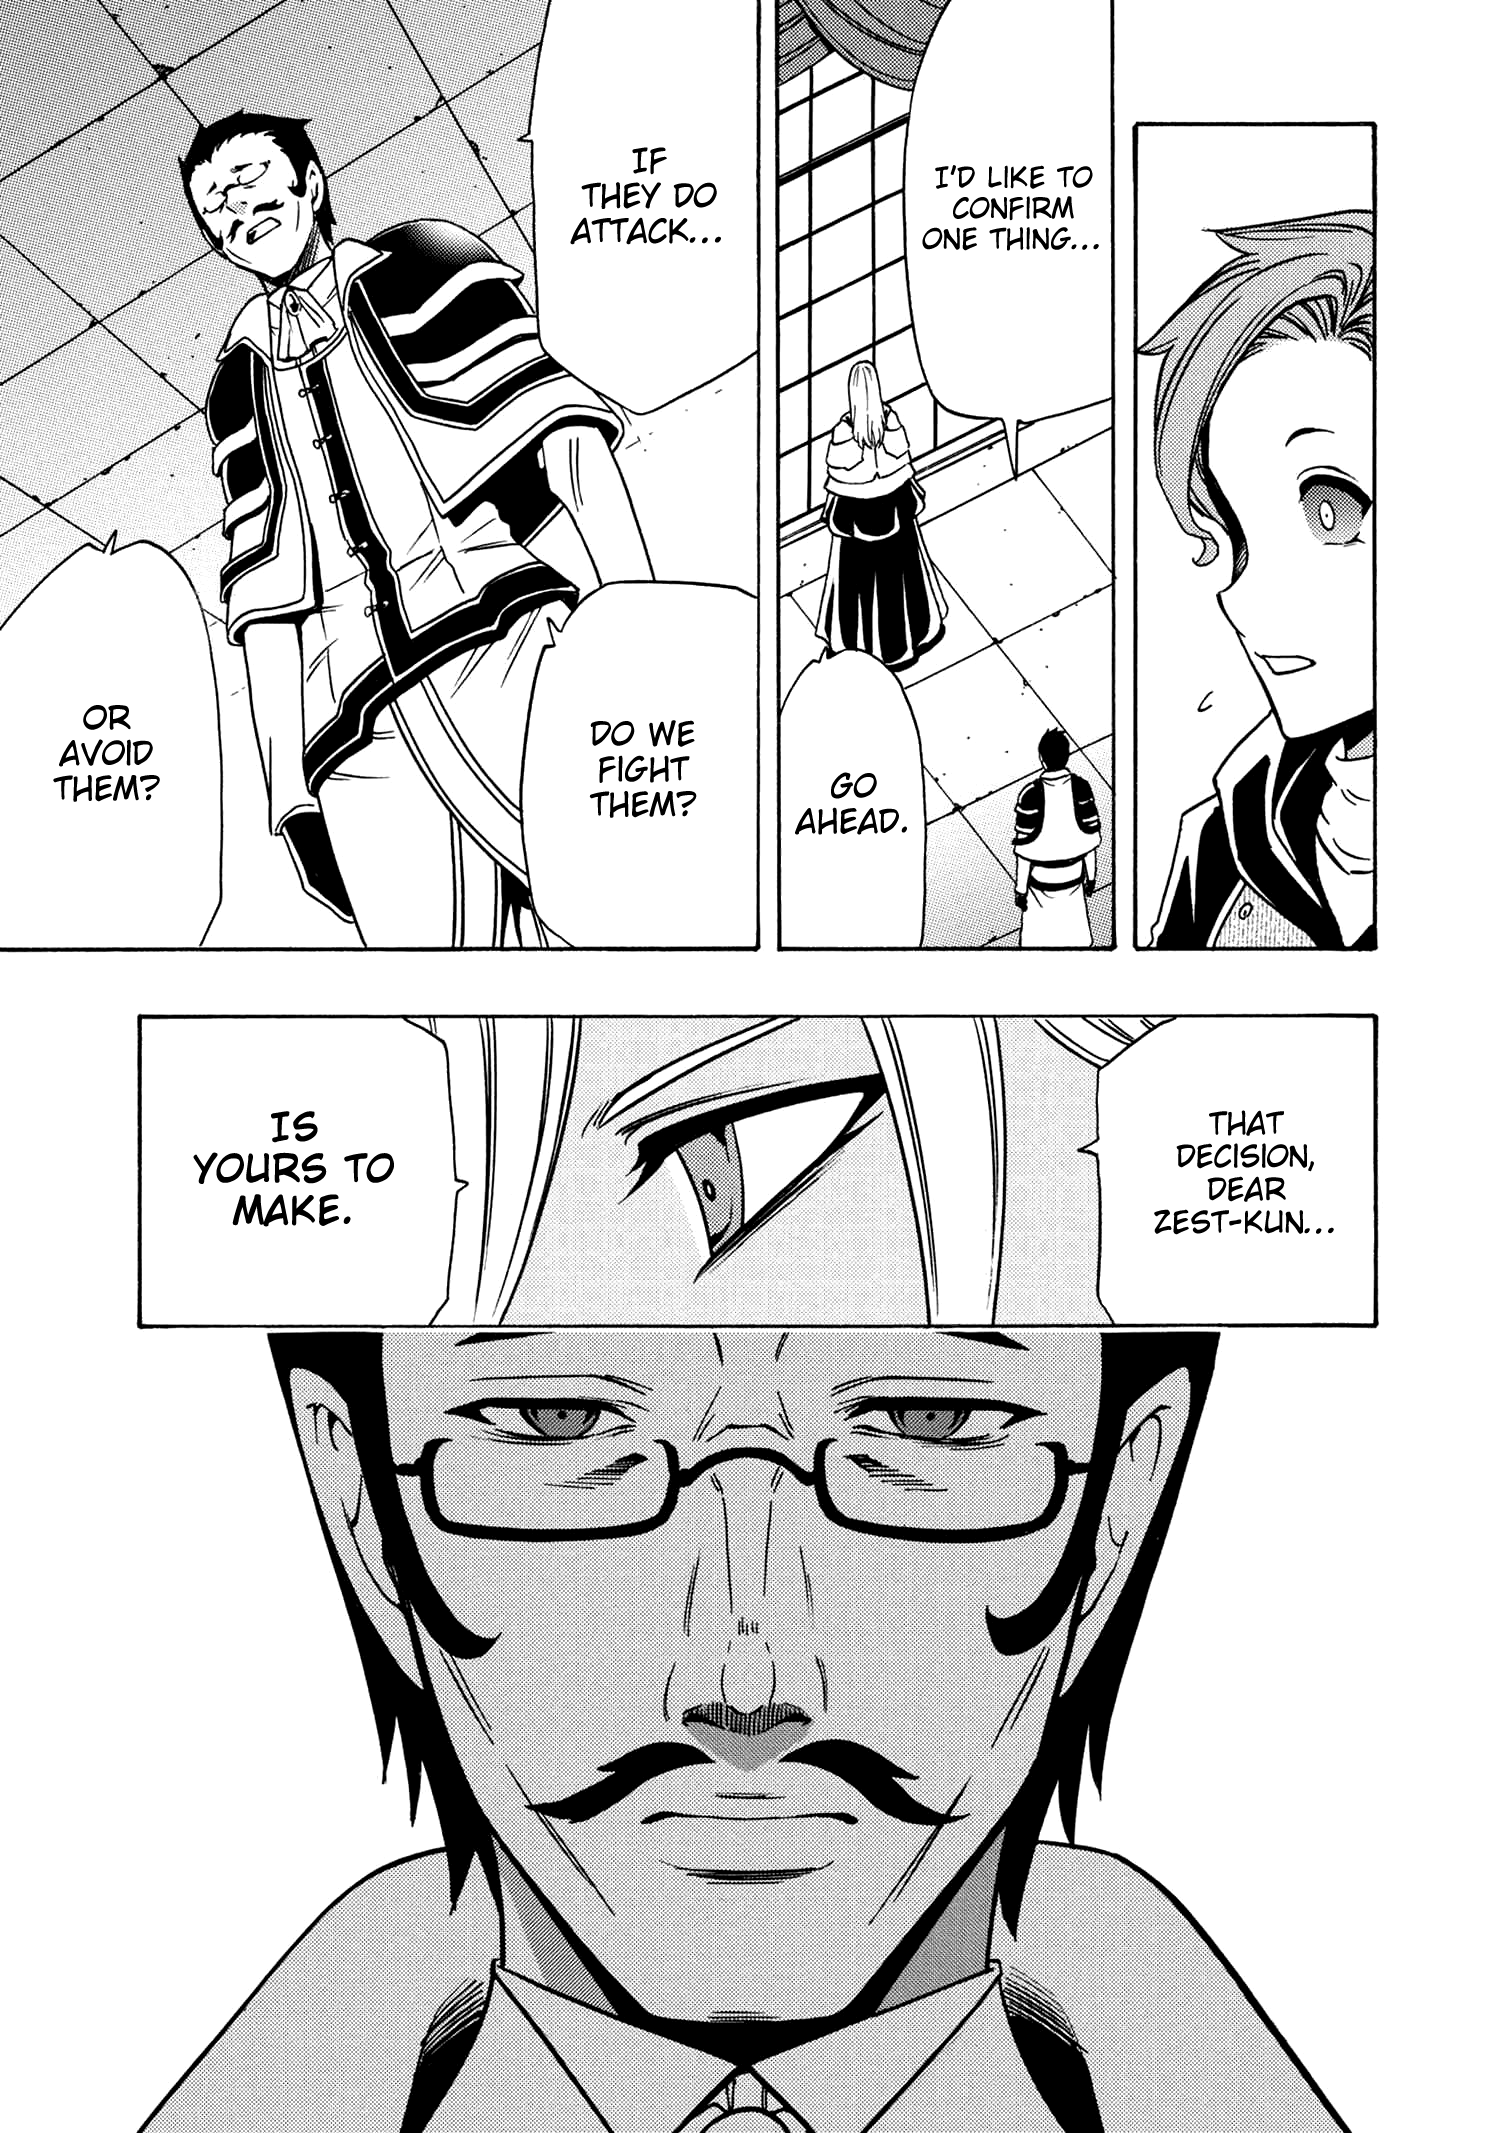 I'D LIKE TO
CONFIRM
ONE THING...
GO
AHEAD.
IF
THEY DO
ATTACK...
DO WE
FIGHT
THEM?
OR
AVOID
THEM?
THAT
DECISION,
DEAR
ZEST-KUN...
IS
YOURS TO
MAKE.